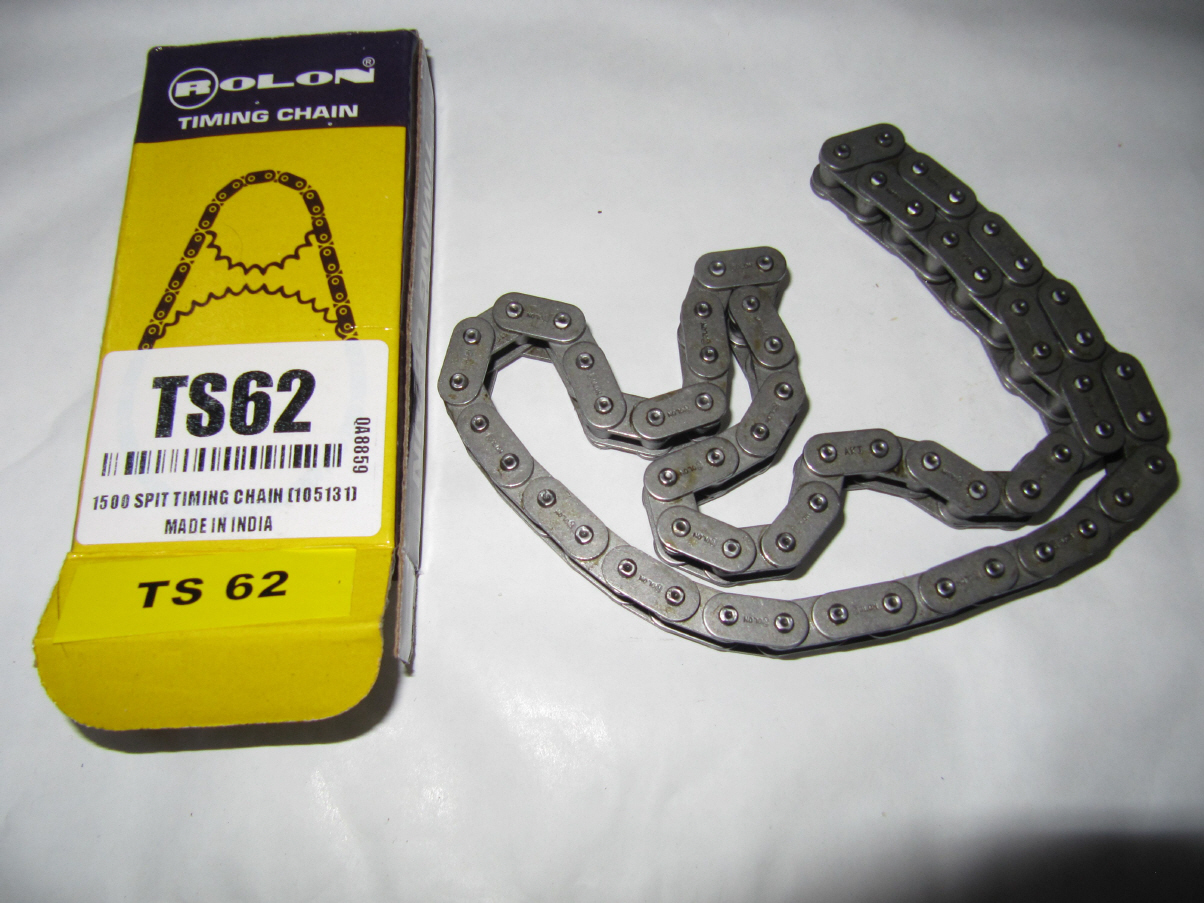 ROLON®
TIMING CHAIN
TS62
0A8859
1500 SPIT TIMING CHAIN (105131)
MADE IN INDIA
TS 62